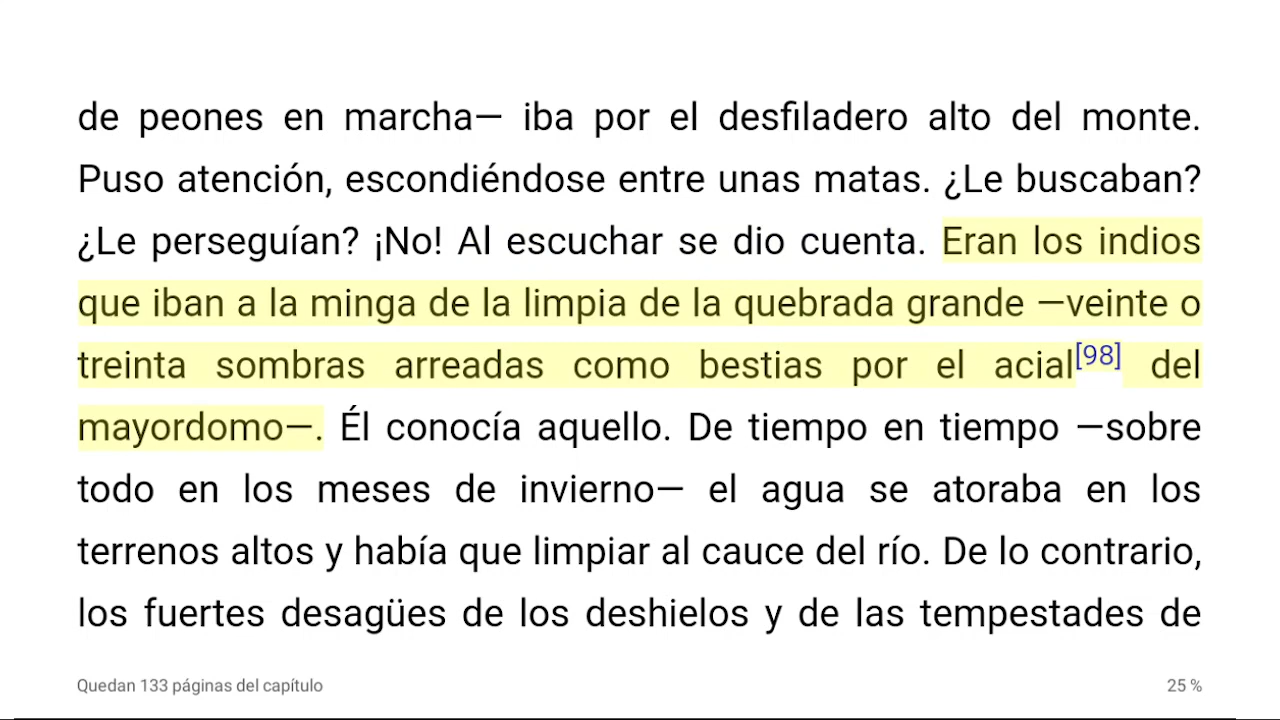 de peones en marcha— iba por el desfiladero alto del monte.
Puso atención, escondiéndose entre unas matas. ¿Le buscaban?
¿Le perseguían? ¡No! Al escuchar se dio cuenta. Eran los indios
que iban a la minga de la limpia de la quebrada grande —veinte o
treinta sombras arreadas como bestias por el acial[98] del
mayordomo—. Él conocía aquello. De tiempo en tiempo —sobre
todo en los meses de invierno— el agua se atoraba en los
terrenos altos y había que limpiar al cauce del río. De lo contrario,
los fuertes desagües de los deshielos y de las tempestades de
Quedan 133 páginas del capítulo
25 %